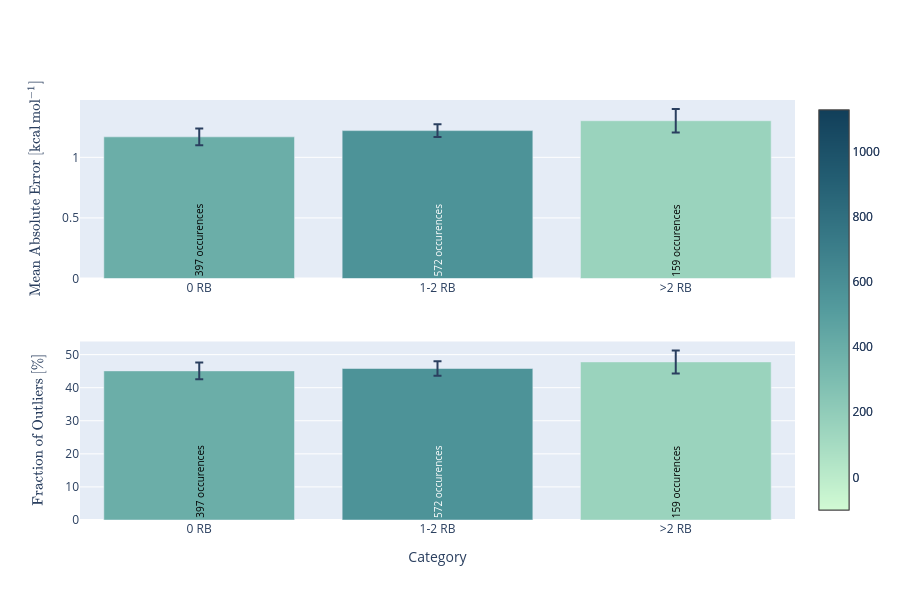 Mean Absolute Error [kcal mol⁻¹]
1
0.5
0
397 occurences
572 occurences
159 occurences
0 RB
1-2 RB
>2 RB
Fraction of Outliers [%]
50
40
30
20
10
0
397 occurences
572 occurences
159 occurences
0 RB
1-2 RB
>2 RB
Category
1000
800
600
400
200
0